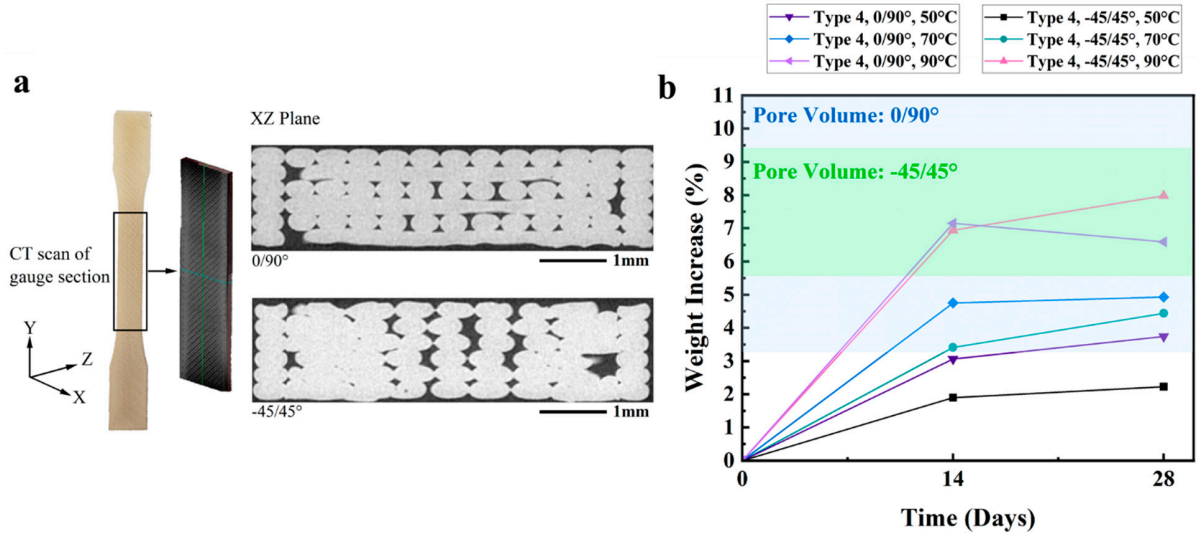 a
XZ Plane
0/90°
1mm
CT scan of
gauge section
Y
Z
X
-45/45°
1mm
Type 4, 0/90°, 50°C
Type 4, 0/90°, 70°C
Type 4, 0/90°, 90°C
Type 4, -45/45°, 50°C
Type 4, -45/45°, 70°C
Type 4, -45/45°, 90°C
b
Pore Volume: 0/90°
Pore Volume: -45/45°
Weight Increase (%)
11
10
9
8
7
6
5
4
3
2
1
0
0
14
28
Time (Days)